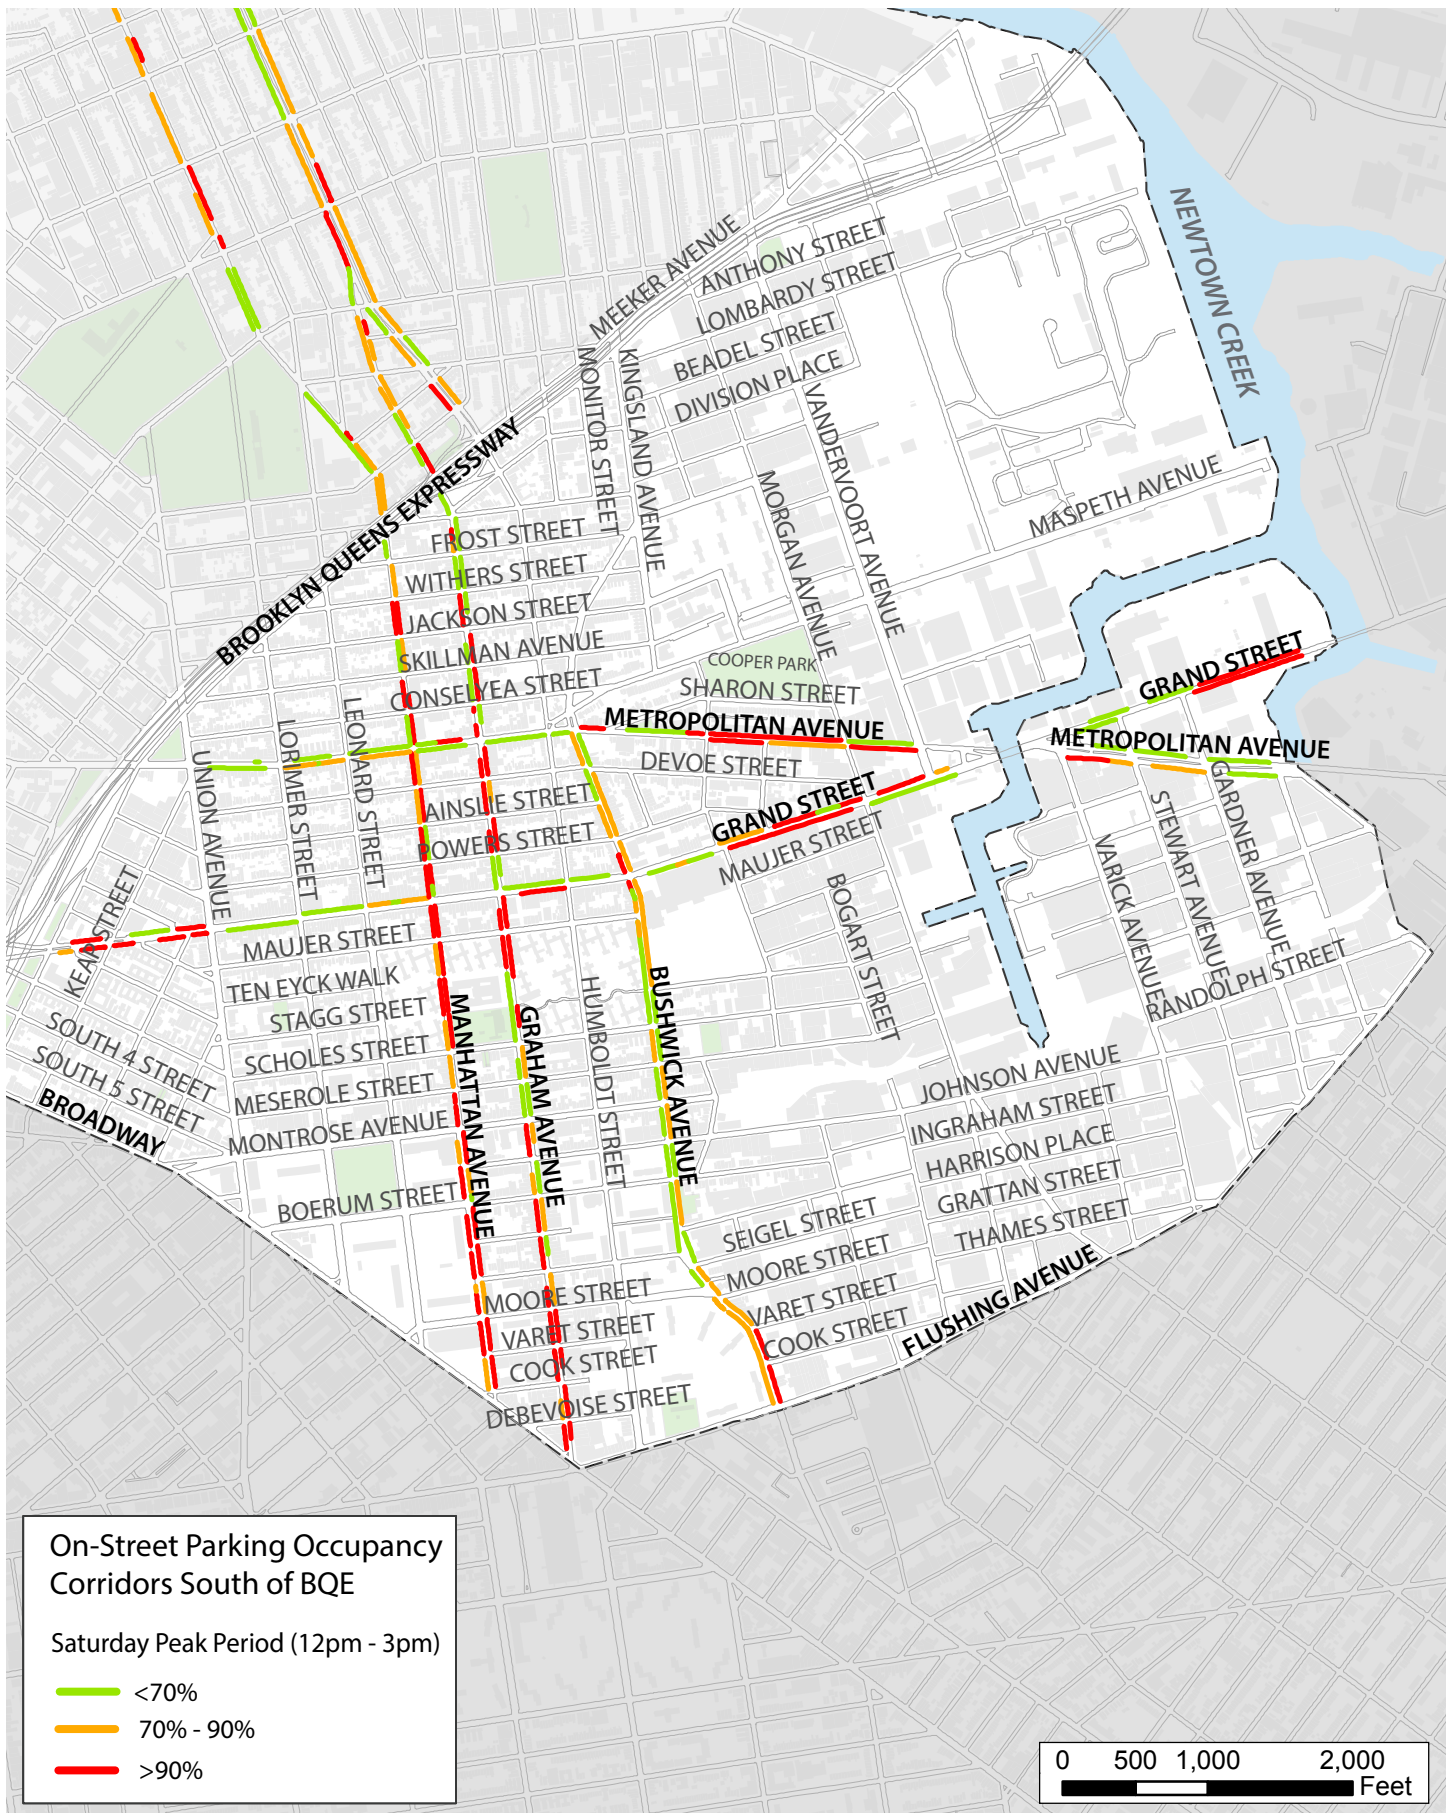 NEWTOWN CREEK
MEEKER AVENUE
ANTHONY STREET
LOMBARDY STREET
BEADEL STREET
DIVISION PLACE
MONITOR STREET
KINGSLAND AVENUE
VANDERVOORT AVENUE
MORGAN AVENUE
MASPETH AVENUE
BROOKLYN QUEENS EXPRESSWAY
FROST STREET
WITHERS STREET
JACKSON STREET
SKILLMAN AVENUE
CONSELYEA STREET
COOPER PARK
SHARON STREET
METROPOLITAN AVENUE
DEVOE STREET
GRAND STREET
METROPOLITAN AVENUE
GRAND STREET
MAUJER STREET
UNION AVENUE
LORIMER STREET
LEONARD STREET
AINSLIE STREET
POWERS STREET
KEAP STREET
GARDNER AVENUE
STEWART AVENUE
VARICK AVENUE
BOGART STREET
RANDOLPH STREET
MAUJER STREET
TEN EYCK WALK
STAGG STREET
SCHOLES STREET
MESEROLE STREET
MONTROSE AVENUE
BOERUM STREET
SOUTH 4 STREET
SOUTH 5 STREET
BROADWAY
MANHATTAN AVENUE
GRAHAM AVENUE
HUMBOLDT STREET
BUSHWICK AVENUE
JOHNSON AVENUE
INGRAHAM STREET
HARRISON PLACE
GRATTAN STREET
THAMES STREET
SEIGEL STREET
MOORE STREET
VARET STREET
COOK STREET
FLUSHING AVENUE
MOORE STREET
VARET STREET
COOK STREET
DEBEVOISE STREET
On-Street Parking Occupancy
Corridors South of BQE
Saturday Peak Period (12pm - 3pm)
<70%
70% - 90%
>90%
0 500 1,000 2,000
Feet